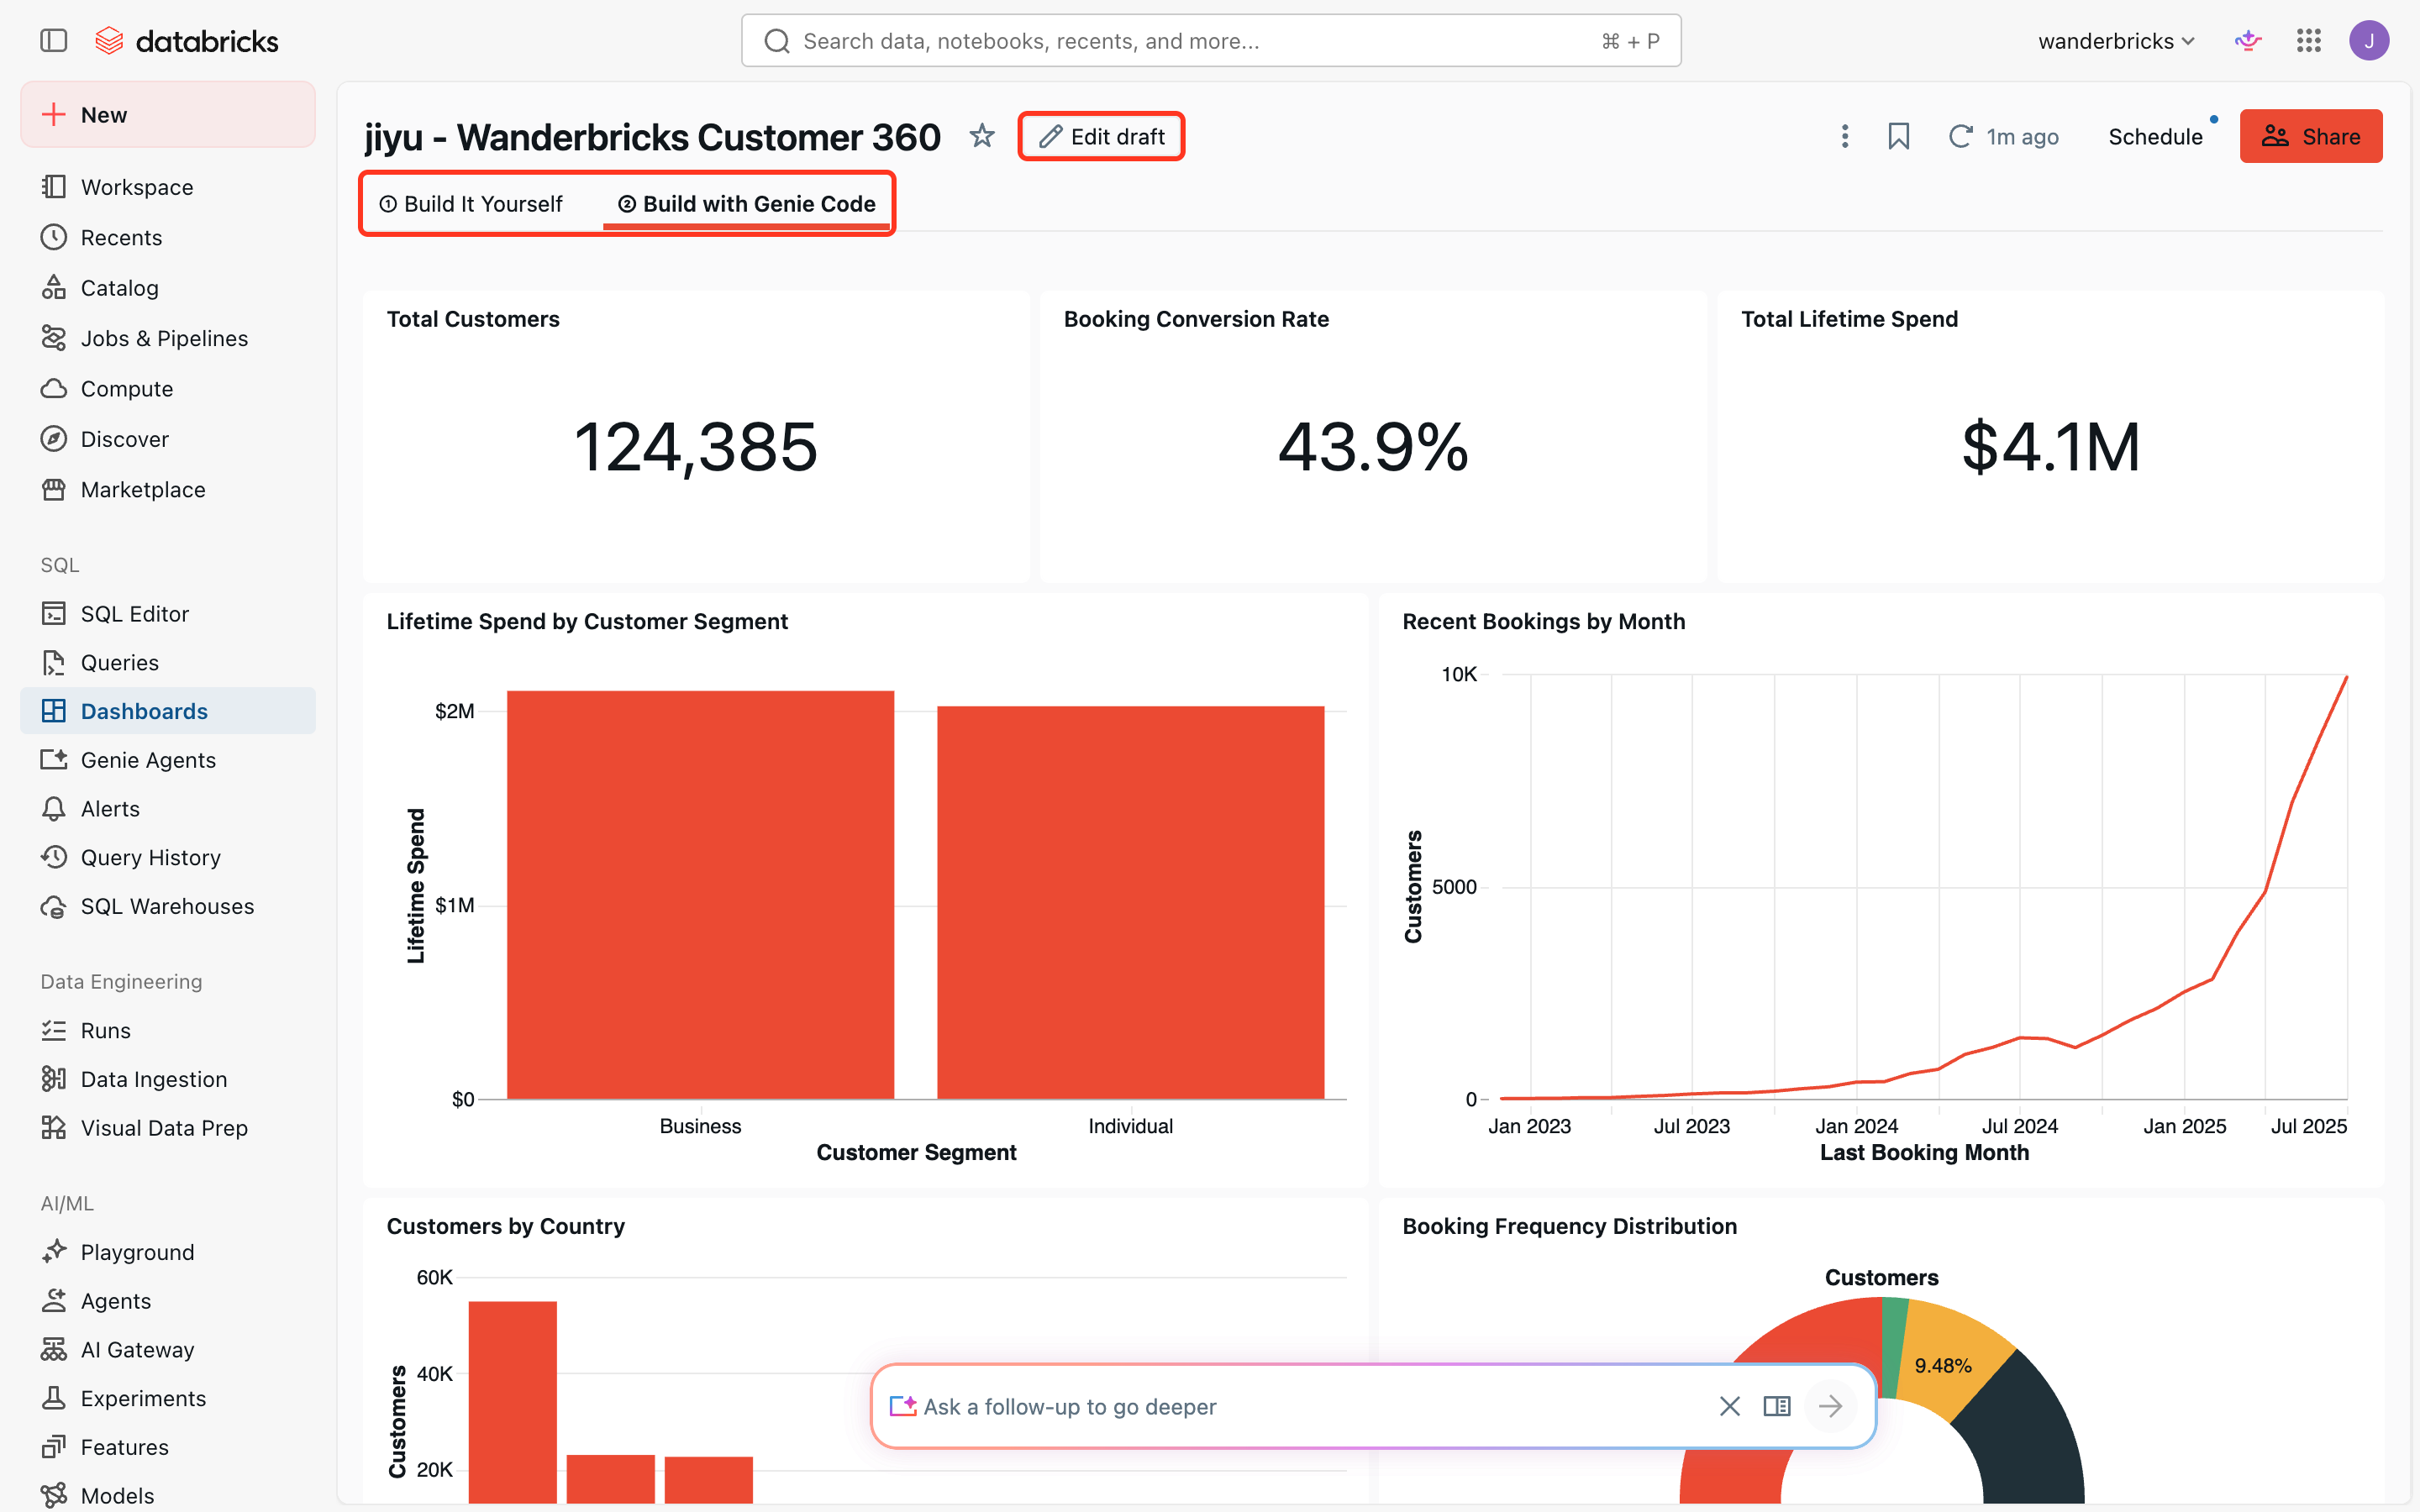 databricks
Search data, notebooks, recents, and more...
⌘ + P
wanderbricks
J
New
Workspace
Recents
Catalog
Jobs & Pipelines
Compute
Discover
Marketplace
SQL
SQL Editor
Queries
Dashboards
Genie Agents
Alerts
Query History
SQL Warehouses
Data Engineering
Runs
Data Ingestion
Visual Data Prep
AI/ML
Playground
Agents
AI Gateway
Experiments
Features
Models
jiyu - Wanderbricks Customer 360
Edit draft
1m ago
Schedule
Share
① Build It Yourself
② Build with Genie Code
Total Customers
124,385
Booking Conversion Rate
43.9%
Total Lifetime Spend
$4.1M
Lifetime Spend by Customer Segment
Lifetime Spend
$2M
$1M
$0
Business
Individual
Customer Segment
Recent Bookings by Month
Customers
10K
5000
0
Jan 2023
Jul 2023
Jan 2024
Jul 2024
Jan 2025
Jul 2025
Last Booking Month
Customers by Country
Customers
60K
40K
20K
Booking Frequency Distribution
Customers
9.48%
Ask a follow-up to go deeper